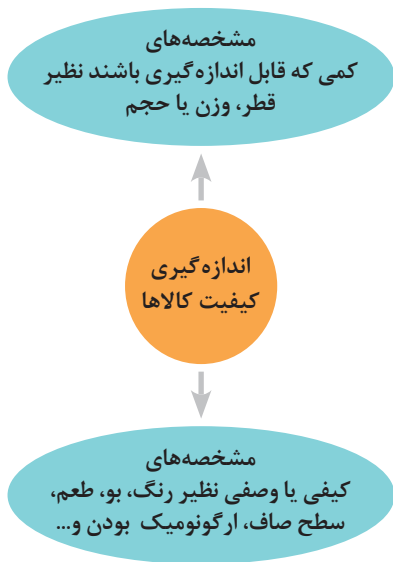 مشخصه‌های
کمی که قابل اندازه‌گیری باشند نظیر
قطر، وزن یا حجم
اندازه‌گیری
کیفیت کالاها
مشخصه‌های
کیفی یا وصفی نظیر رنگ، بو، طعم،
سطح صاف، ارگونومیک بودن و...